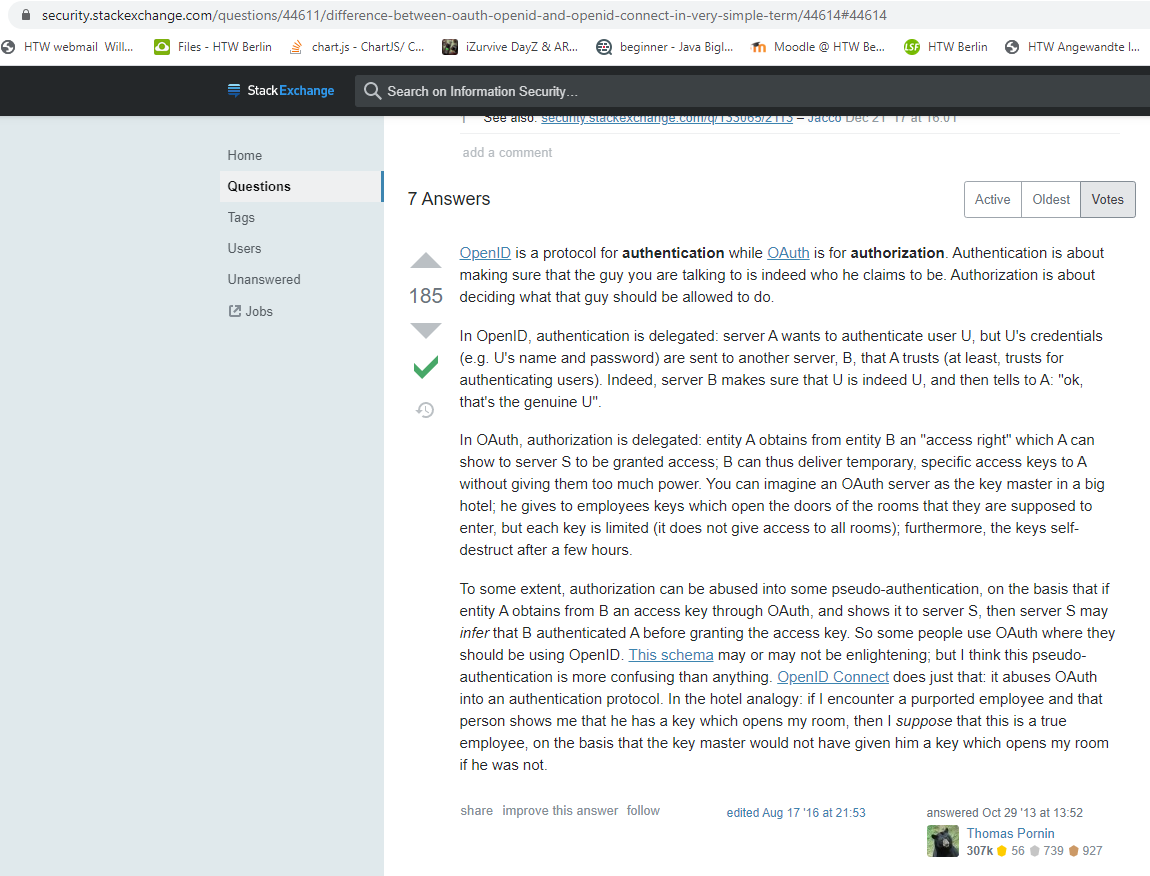 security.stackexchange.com/questions/44611/difference-between-oauth-openid-and-openid-connect-in-very-simple-term/44614#44614
HTW webmail Will... Files - HTW Berlin chart.js - ChartJS/ C... iZurvive DayZ & AR... beginner - Java Bigl... Moodle @ HTW Be... LSF HTW Berlin HTW Angewandte I...
StackExchange Search on Information Security...
See also: security.stackexchange.com/q/133065/2113 – Jacco Dec 21 '17 at 16:01
add a comment
Home
Questions
Tags
Users
Unanswered
Jobs
7 Answers
Active Oldest Votes
185
OpenID is a protocol for authentication while OAuth is for authorization. Authentication is about
making sure that the guy you are talking to is indeed who he claims to be. Authorization is about
deciding what that guy should be allowed to do.
In OpenID, authentication is delegated: server A wants to authenticate user U, but U's credentials
(e.g. U's name and password) are sent to another server, B, that A trusts (at least, trusts for
authenticating users). Indeed, server B makes sure that U is indeed U, and then tells to A: "ok,
that's the genuine U".
In OAuth, authorization is delegated: entity A obtains from entity B an "access right" which A can
show to server S to be granted access; B can thus deliver temporary, specific access keys to A
without giving them too much power. You can imagine an OAuth server as the key master in a big
hotel; he gives to employees keys which open the doors of the rooms that they are supposed to
enter, but each key is limited (it does not give access to all rooms); furthermore, the keys self-
destruct after a few hours.
To some extent, authorization can be abused into some pseudo-authentication, on the basis that if
entity A obtains from B an access key through OAuth, and shows it to server S, then server S may
infer that B authenticated A before granting the access key. So some people use OAuth where they
should be using OpenID. This schema may or may not be enlightening; but I think this pseudo-
authentication is more confusing than anything. OpenID Connect does just that: it abuses OAuth
into an authentication protocol. In the hotel analogy: if I encounter a purported employee and that
person shows me that he has a key which opens my room, then I suppose that this is a true
employee, on the basis that the key master would not have given him a key which opens my room
if he was not.
share improve this answer follow
edited Aug 17 '16 at 21:53
answered Oct 29 '13 at 13:52
Thomas Pornin
307k 56 739 927